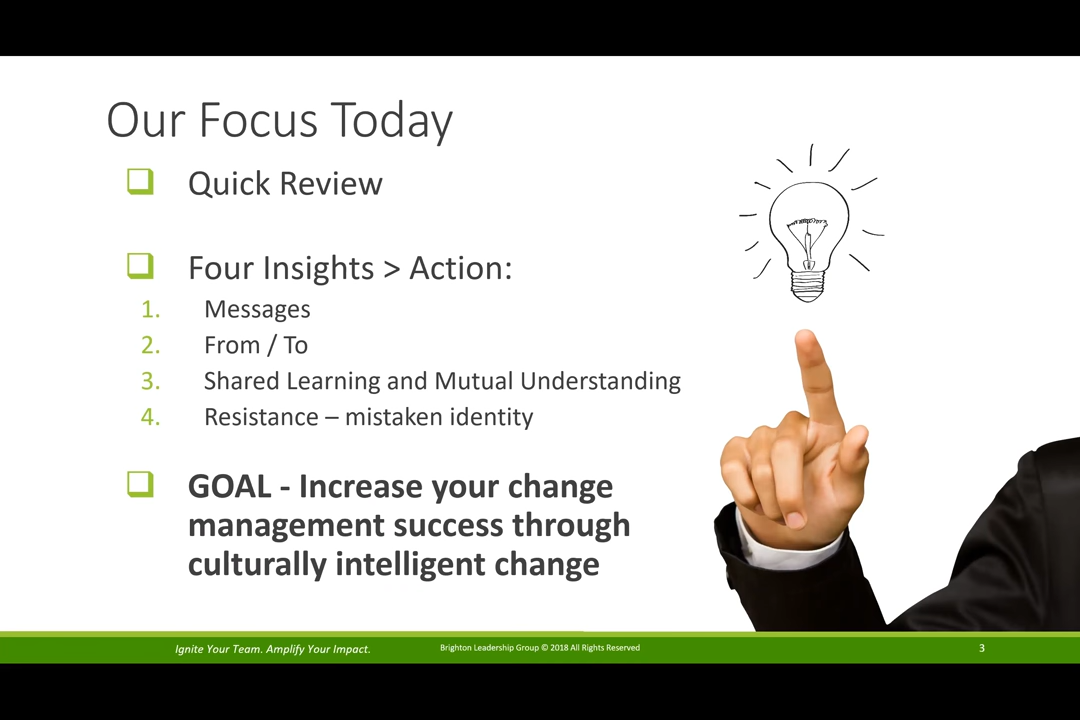 Our Focus Today
Quick Review
Four Insights > Action:
1. Messages
2. From / To
3. Shared Learning and Mutual Understanding
4. Resistance – mistaken identity
GOAL - Increase your change
management success through
culturally intelligent change
Ignite Your Team. Amplify Your Impact.
Brighton Leadership Group © 2018 All Rights Reserved
3